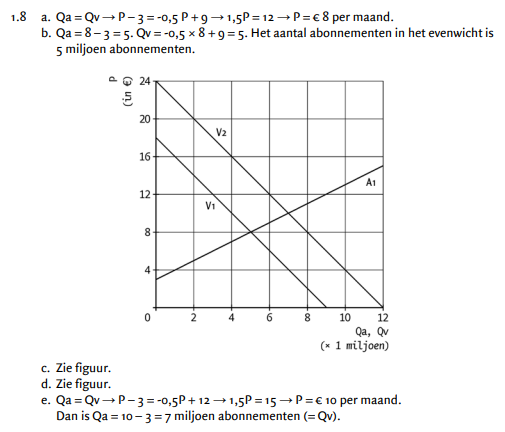 1.8 a. Qa = Qv → P – 3 = -0,5 P + 9 → 1,5P = 12 → P = € 8 per maand.
b. Qa = 8 – 3 = 5. Qv = -0,5 × 8 + 9 = 5. Het aantal abonnementen in het evenwicht is
5 miljoen abonnementen.
P
(in €)
24
20
V2
16
A1
12
V1
8
4
0 2 4 6 8 10 12
Qa, Qv
(× 1 miljoen)
c. Zie figuur.
d. Zie figuur.
e. Qa = Qv → P – 3 = -0,5P + 12 → 1,5P = 15 → P = € 10 per maand.
Dan is Qa = 10 – 3 = 7 miljoen abonnementen (= Qv).